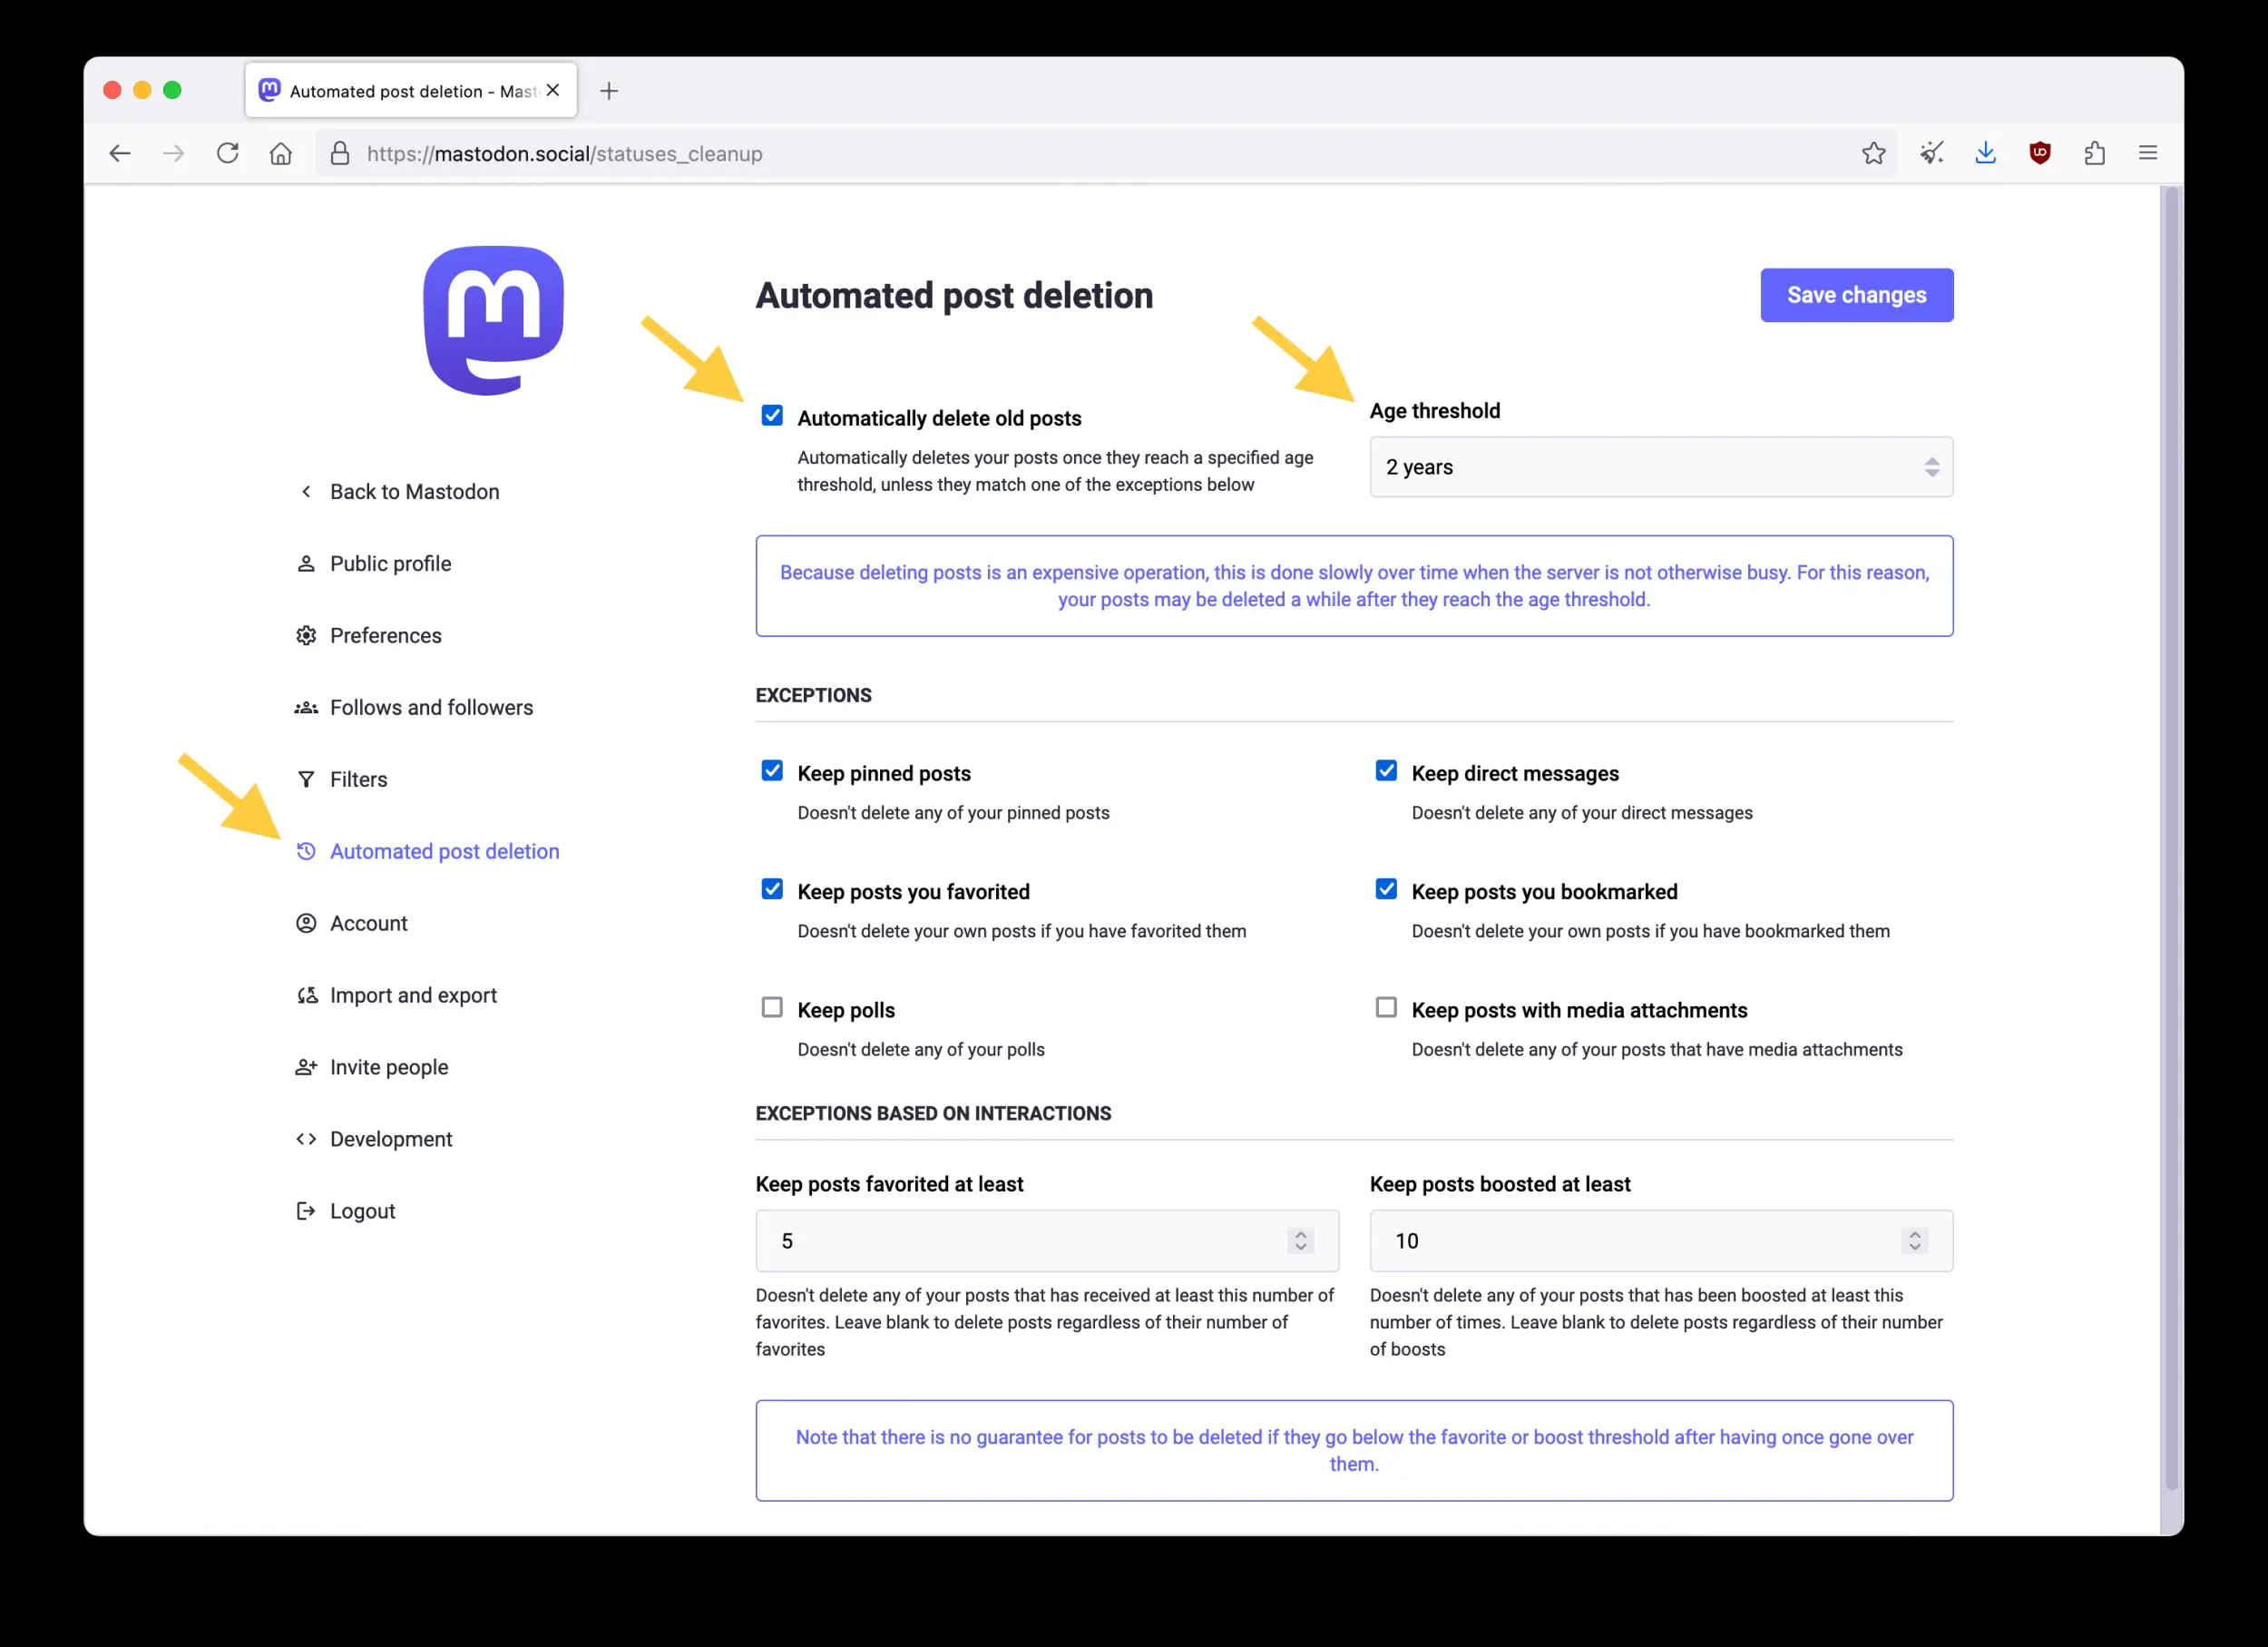 Automated post deletion - Mast
https://mastodon.social/statuses_cleanup
Automated post deletion
Save changes
Automatically delete old posts
Automatically deletes your posts once they reach a specified age
threshold, unless they match one of the exceptions below
Age threshold
2 years
Because deleting posts is an expensive operation, this is done slowly over time when the server is not otherwise busy. For this reason,
your posts may be deleted a while after they reach the age threshold.
Back to Mastodon
Public profile
Preferences
Follows and followers
Filters
Automated post deletion
Account
Import and export
Invite people
Development
Logout
EXCEPTIONS
Keep pinned posts
Doesn't delete any of your pinned posts
Keep direct messages
Doesn't delete any of your direct messages
Keep posts you favorited
Doesn't delete your own posts if you have favorited them
Keep posts you bookmarked
Doesn't delete your own posts if you have bookmarked them
Keep polls
Doesn't delete any of your polls
Keep posts with media attachments
Doesn't delete any of your posts that have media attachments
EXCEPTIONS BASED ON INTERACTIONS
Keep posts favorited at least
5
Doesn't delete any of your posts that has received at least this number of
favorites. Leave blank to delete posts regardless of their number of
favorites
Keep posts boosted at least
10
Doesn't delete any of your posts that has been boosted at least this
number of times. Leave blank to delete posts regardless of their number
of boosts
Note that there is no guarantee for posts to be deleted if they go below the favorite or boost threshold after having once gone over
them.